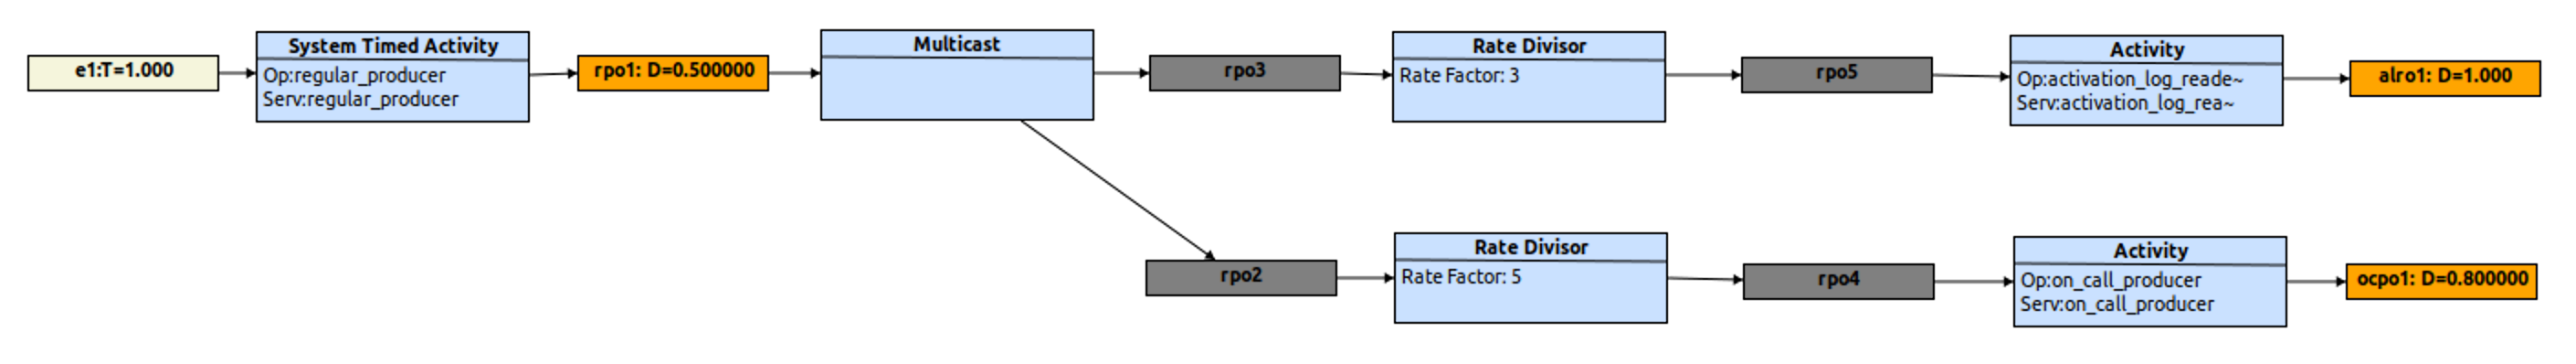 e1:T=1.000
System Timed Activity
Op:regular_producer
Serv:regular_producer
rpo1: D=0.500000
Multicast
rpo3
Rate Divisor
Rate Factor: 3
rpo5
Activity
Op:activation_log_reade~
Serv:activation_log_rea~
alro1: D=1.000
rpo2
Rate Divisor
Rate Factor: 5
rpo4
Activity
Op:on_call_producer
Serv:on_call_producer
ocpo1: D=0.800000